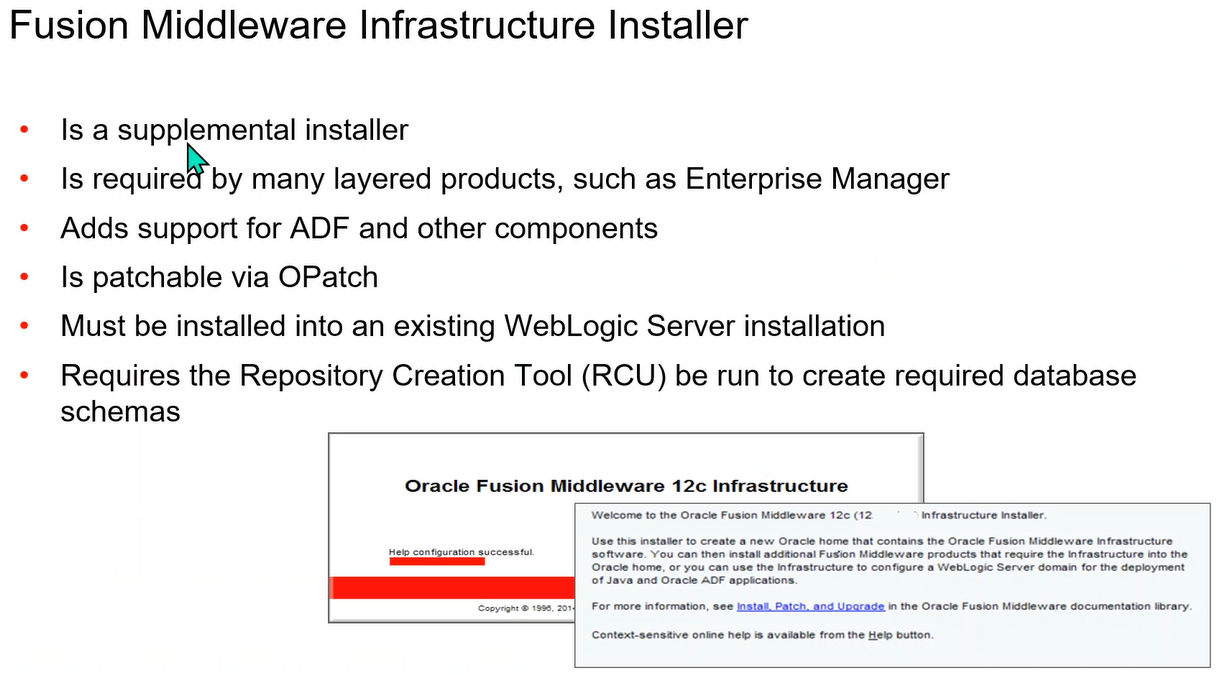 Fusion Middleware Infrastructure Installer
• Is a supplemental installer
• Is required by many layered products, such as Enterprise Manager
• Adds support for ADF and other components
• Is patchable via OPatch
• Must be installed into an existing WebLogic Server installation
• Requires the Repository Creation Tool (RCU) be run to create required database
schemas
Oracle Fusion Middleware 12c Infrastructure
Help configuration successful.
Copyright © 1996, 201
Welcome to the Oracle Fusion Middleware 12c (12 Infrastructure Installer.
Use this installer to create a new Oracle home that contains the Oracle Fusion Middleware Infrastructure
software. You can then install additional Fusion Middleware products that require the Infrastructure into the
Oracle home, or you can use the Infrastructure to configure a WebLogic Server domain for the deployment
of Java and Oracle ADF applications.
For more information, see Install, Patch, and Upgrade in the Oracle Fusion Middleware documentation library.
Context-sensitive online help is available from the Help button.